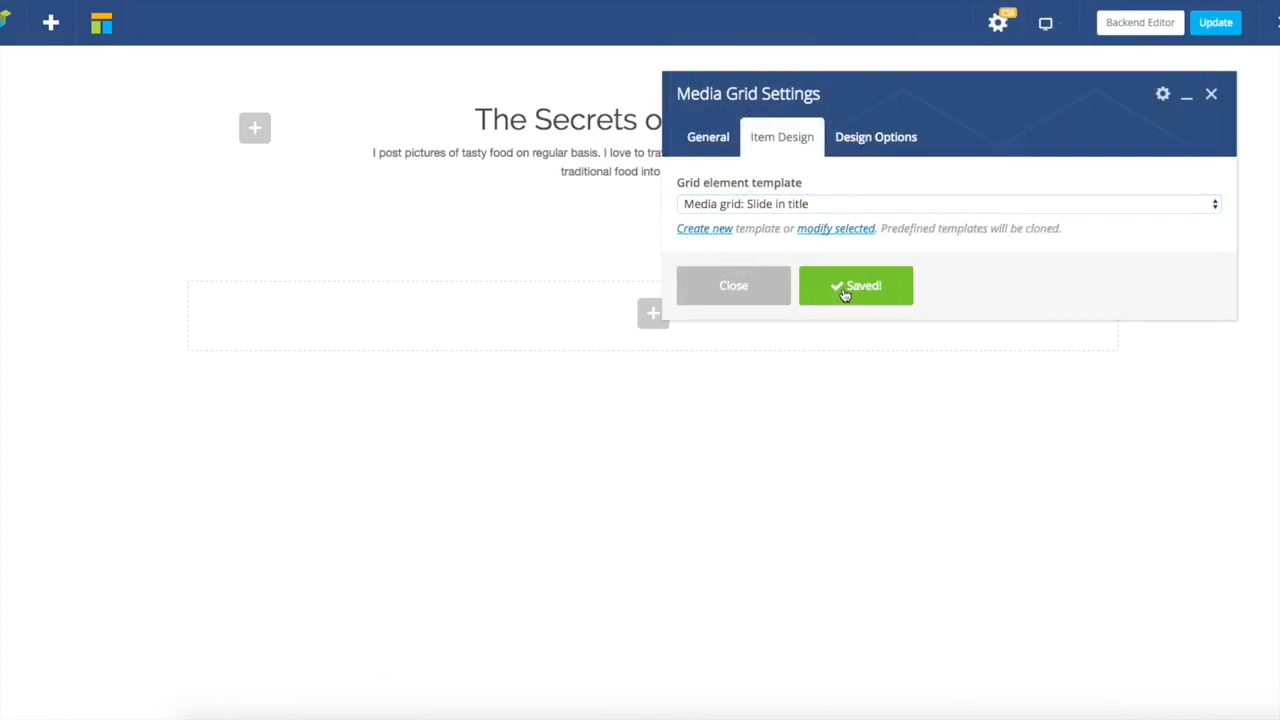 CSS
Backend Editor
Update
Media Grid Settings
General
Item Design
Design Options
The Secrets o
I post pictures of tasty food on regular basis. I love to tra
traditional food into
Grid element template
Media grid: Slide in title
Create new template or modify selected. Predefined templates will be cloned.
Close
Saved!